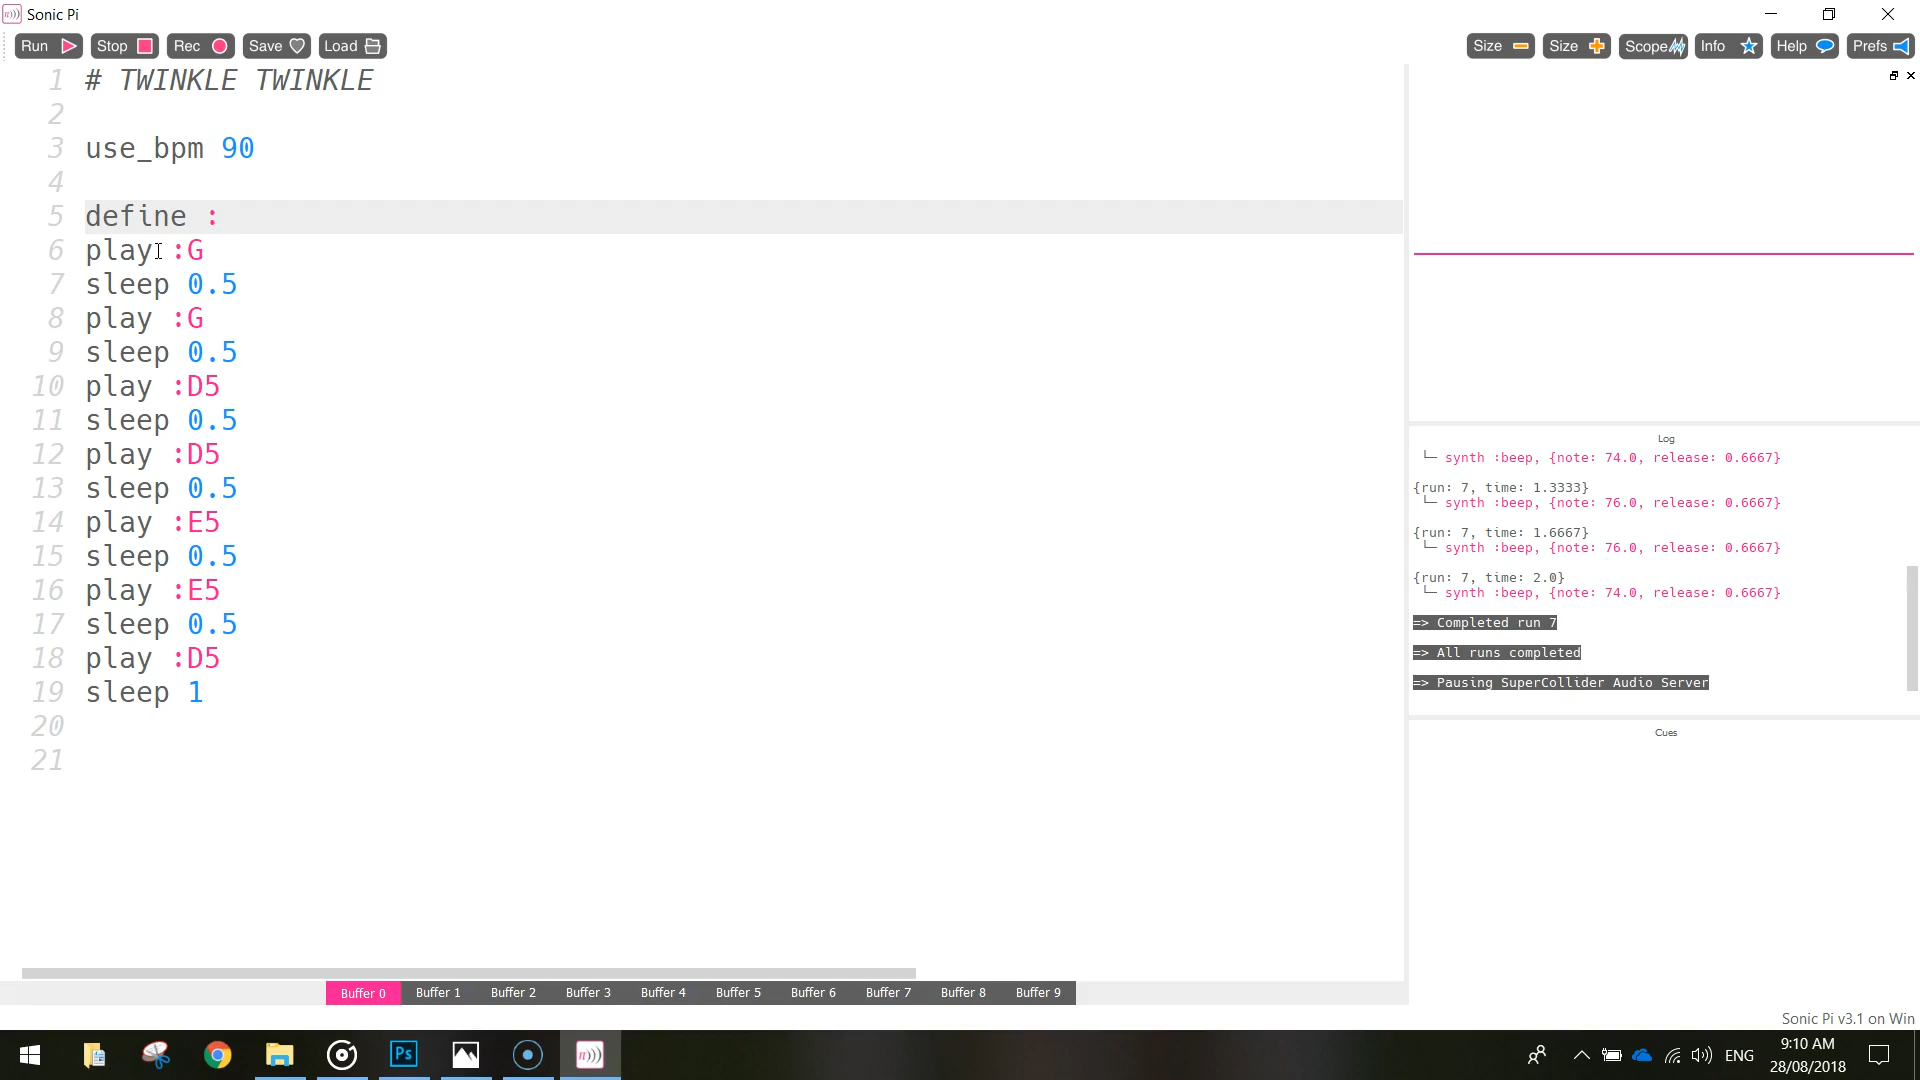 Sonic Pi
Run Stop Rec Save Load Size Size Scope Info Help Prefs
1 # TWINKLE TWINKLE
2
3 use_bpm 90
4
5 define :
6 play :G
7 sleep 0.5
8 play :G
9 sleep 0.5
10 play :D5
11 sleep 0.5
12 play :D5
13 sleep 0.5
14 play :E5
15 sleep 0.5
16 play :E5
17 sleep 0.5
18 play :D5
19 sleep 1
20
21
Log
└─ synth :beep, {note: 74.0, release: 0.6667}
{run: 7, time: 1.3333}
└─ synth :beep, {note: 76.0, release: 0.6667}
{run: 7, time: 1.6667}
└─ synth :beep, {note: 76.0, release: 0.6667}
{run: 7, time: 2.0}
└─ synth :beep, {note: 74.0, release: 0.6667}
=> Completed run 7
=> All runs completed
=> Pausing SuperCollider Audio Server
Cues
Buffer 0 Buffer 1 Buffer 2 Buffer 3 Buffer 4 Buffer 5 Buffer 6 Buffer 7 Buffer 8 Buffer 9
Sonic Pi v3.1 on Win
Ps
π)))
ENG
9:10 AM
28/08/2018